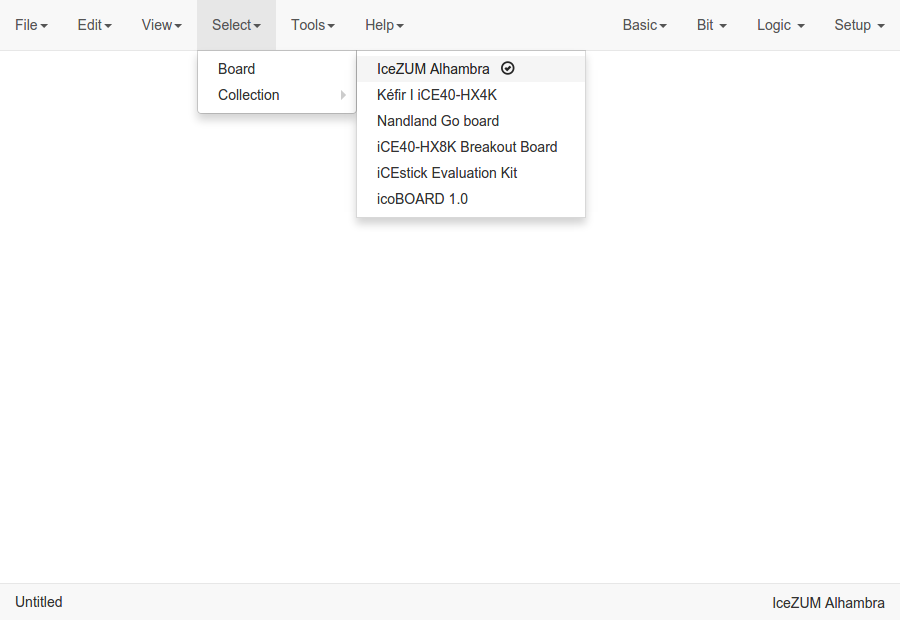 File Edit View Select Tools Help Basic Bit Logic Setup
Board
Collection
IceZUM Alhambra
Kéfir I iCE40-HX4K
Nandland Go board
iCE40-HX8K Breakout Board
iCEstick Evaluation Kit
icoBOARD 1.0
Untitled IceZUM Alhambra